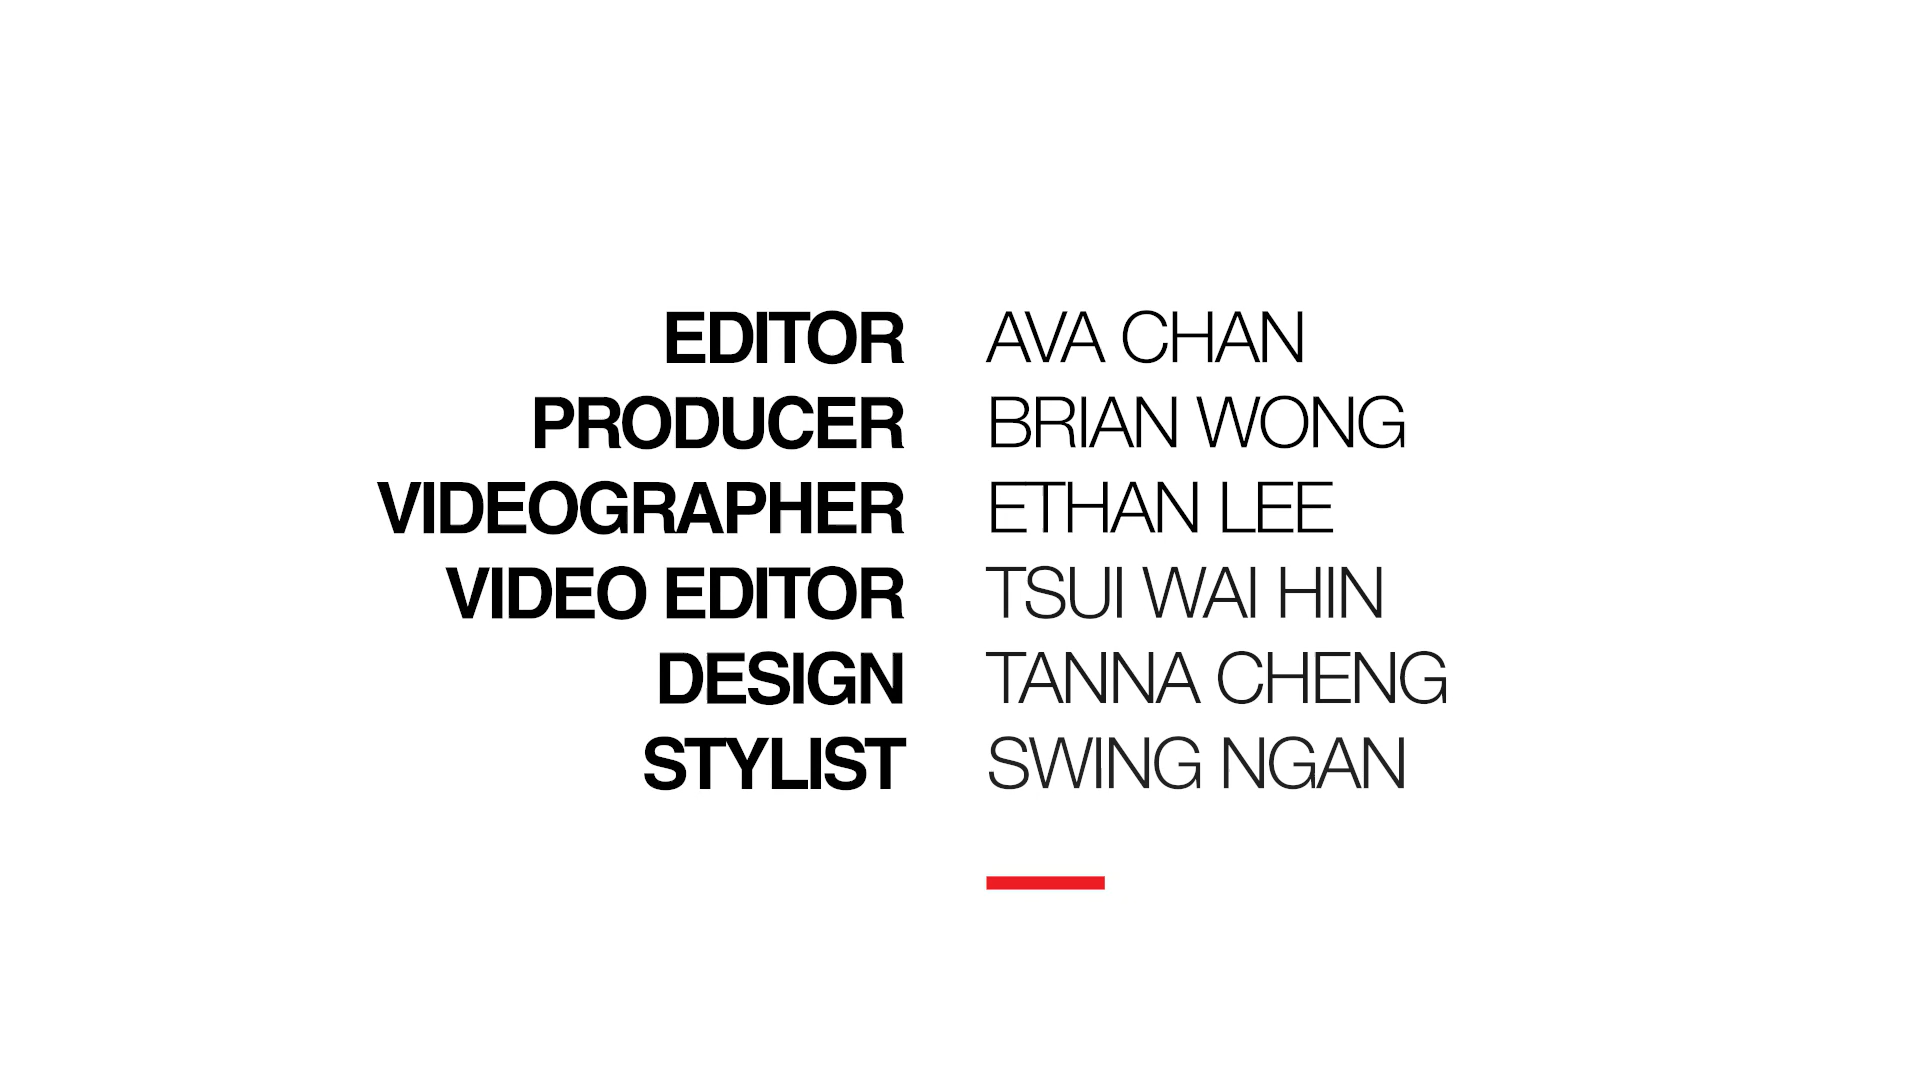 EDITOR AVA CHAN
PRODUCER BRIAN WONG
VIDEOGRAPHER ETHAN LEE
VIDEO EDITOR TSUI WAI HIN
DESIGN TANNA CHENG
STYLIST SWING NGAN